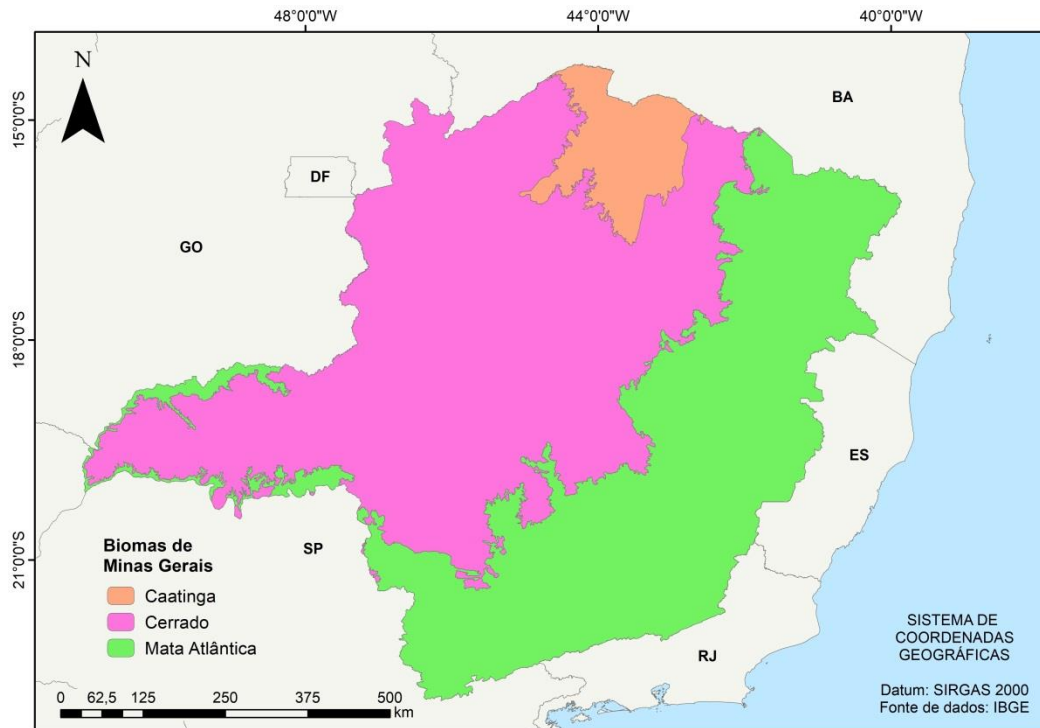 48°0'0"W
44°0'0"W
40°0'0"W
N
15°0'0"S
BA
DF
GO
18°0'0"S
ES
SP
21°0'0"S
Biomas de
Minas Gerais
Caatinga
Cerrado
Mata Atlântica
RJ
SISTEMA DE
COORDENADAS
GEOGRÁFICAS
Datum: SIRGAS 2000
Fonte de dados: IBGE
0 62,5 125 250 375 500
km